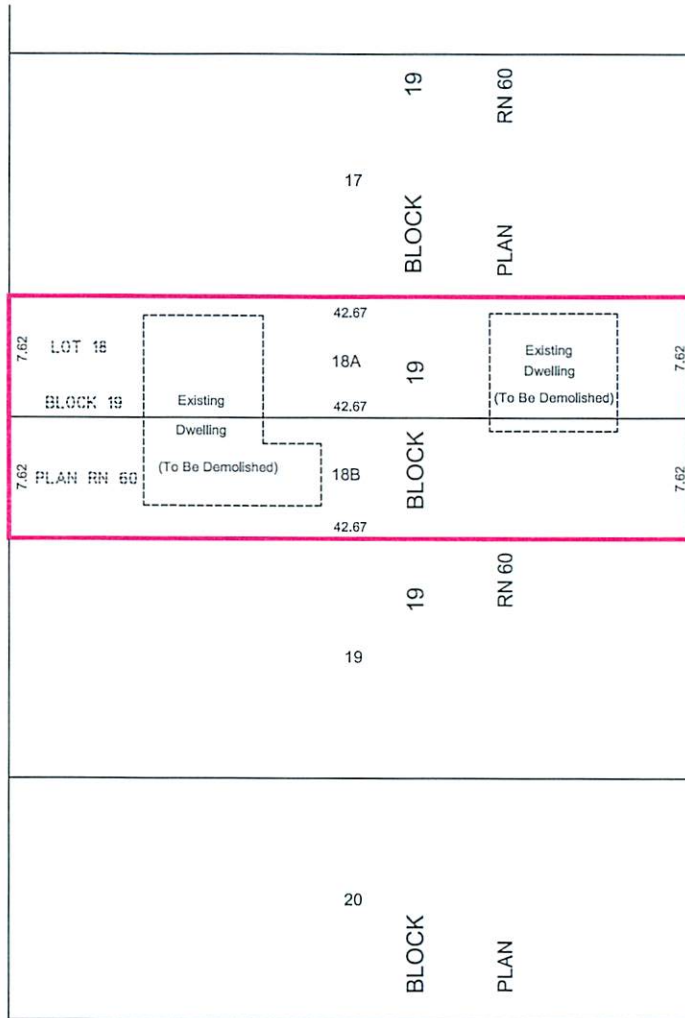 19
RN 60
17
BLOCK
PLAN
42.67
7.62
LOT 18
18A
19
Existing
Dwelling
(To Be Demolished)
7.62
BLOCK 19
42.67
Existing
Dwelling
(To Be Demolished)
7.62
PLAN RN 60
18B
BLOCK
7.62
42.67
19
RN 60
19
20
BLOCK
PLAN